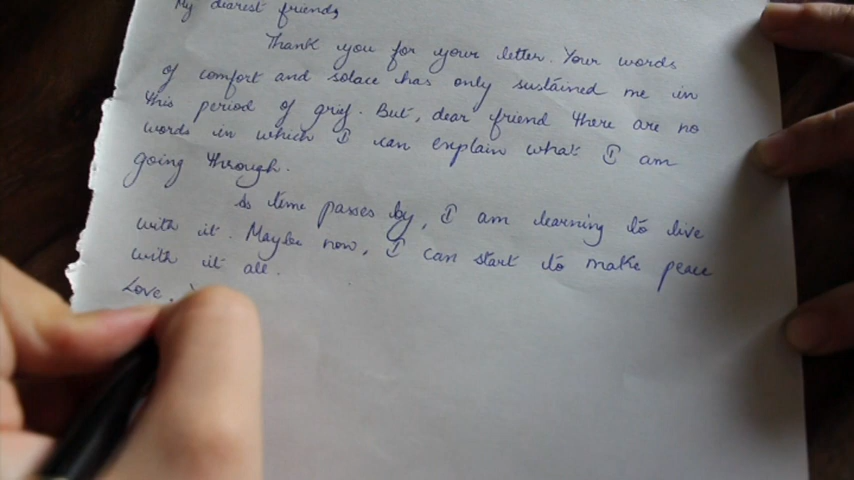 My dearest friend,
Thank you for your letter. Your words
of comfort and solace has only sustained me in
this period of grief. But, dear friend there are no
words in which I can explain what I am
going through.
As time passes by, I am learning to live
with it. Maybe now, I can start to make peace
with it all.
Love,